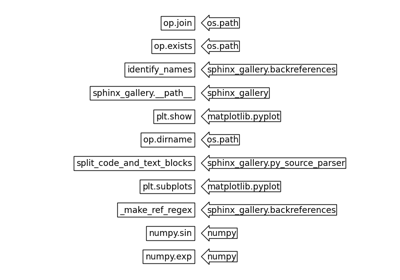 op.join os.path
op.exists os.path
identify_names sphinx_gallery.backreferences
sphinx_gallery.__path__ sphinx_gallery
plt.show matplotlib.pyplot
op.dirname os.path
split_code_and_text_blocks sphinx_gallery.py_source_parser
plt.subplots matplotlib.pyplot
_make_ref_regex sphinx_gallery.backreferences
numpy.sin numpy
numpy.exp numpy